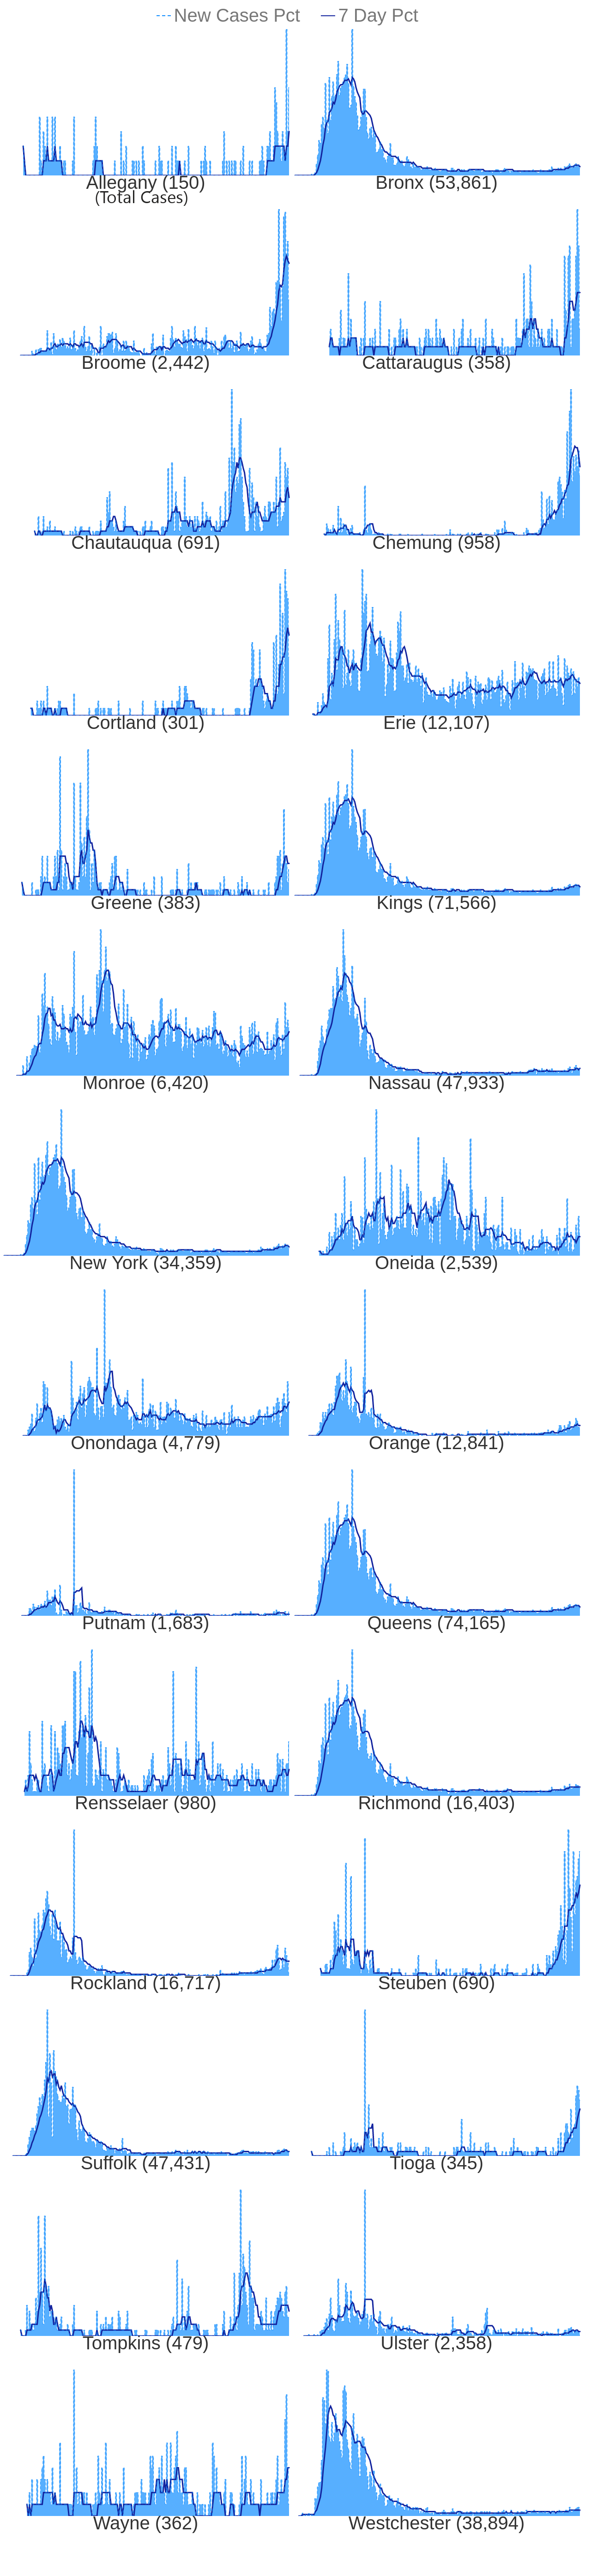 New Cases Pct 7 Day Pct
Allegany (150) Bronx (53,861)
(Total Cases)
Broome (2,442) Cattaraugus (358)
Chautauqua (691) Chemung (958)
Cortland (301) Erie (12,107)
Greene (383) Kings (71,566)
Monroe (6,420) Nassau (47,933)
New York (34,359) Oneida (2,539)
Onondaga (4,779) Orange (12,841)
Putnam (1,683) Queens (74,165)
Rensselaer (980) Richmond (16,403)
Rockland (16,717) Steuben (690)
Suffolk (47,431) Tioga (345)
Tompkins (479) Ulster (2,358)
Wayne (362) Westchester (38,894)